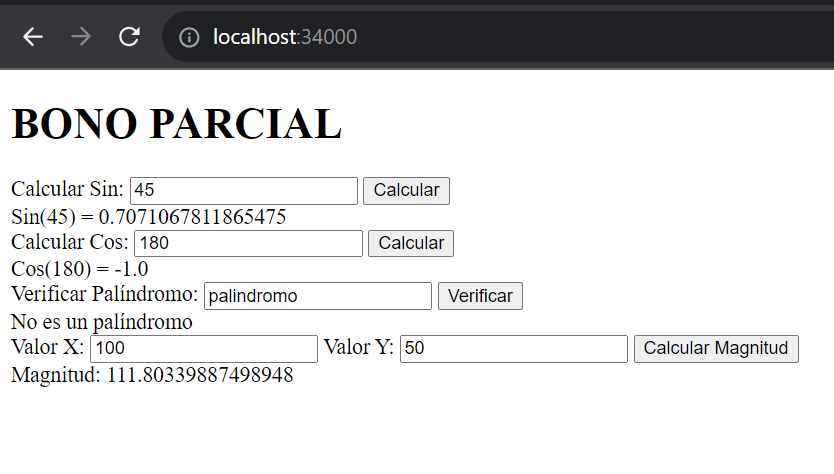 localhost:34000
BONO PARCIAL
Calcular Sin: 45 Calcular
Sin(45) = 0.7071067811865475
Calcular Cos: 180 Calcular
Cos(180) = -1.0
Verificar Palíndromo: palindromo Verificar
No es un palíndromo
Valor X: 100 Valor Y: 50 Calcular Magnitud
Magnitud: 111.80339887498948